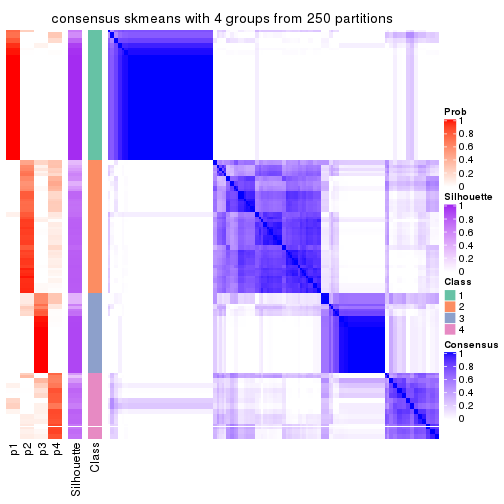 consensus skmeans with 4 groups from 250 partitions
Prob
1
0.8
0.6
0.4
0.2
0
Silhouette
1
0.8
0.6
0.4
0.2
0
Class
1
2
3
4
Consensus
1
0.8
0.6
0.4
0.2
0
p1
p2
p3
p4
Silhouette
Class